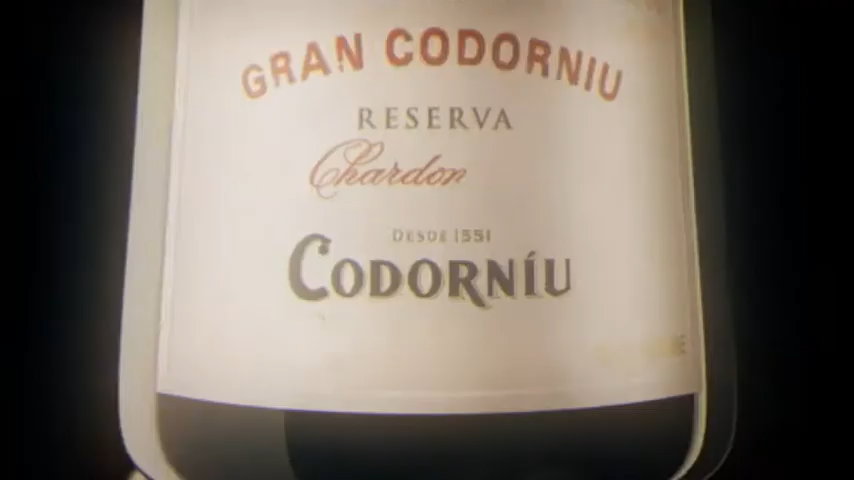 GRAN CODORNIU
RESERVA
Chardon
DESDE 1551
CODORNÍU